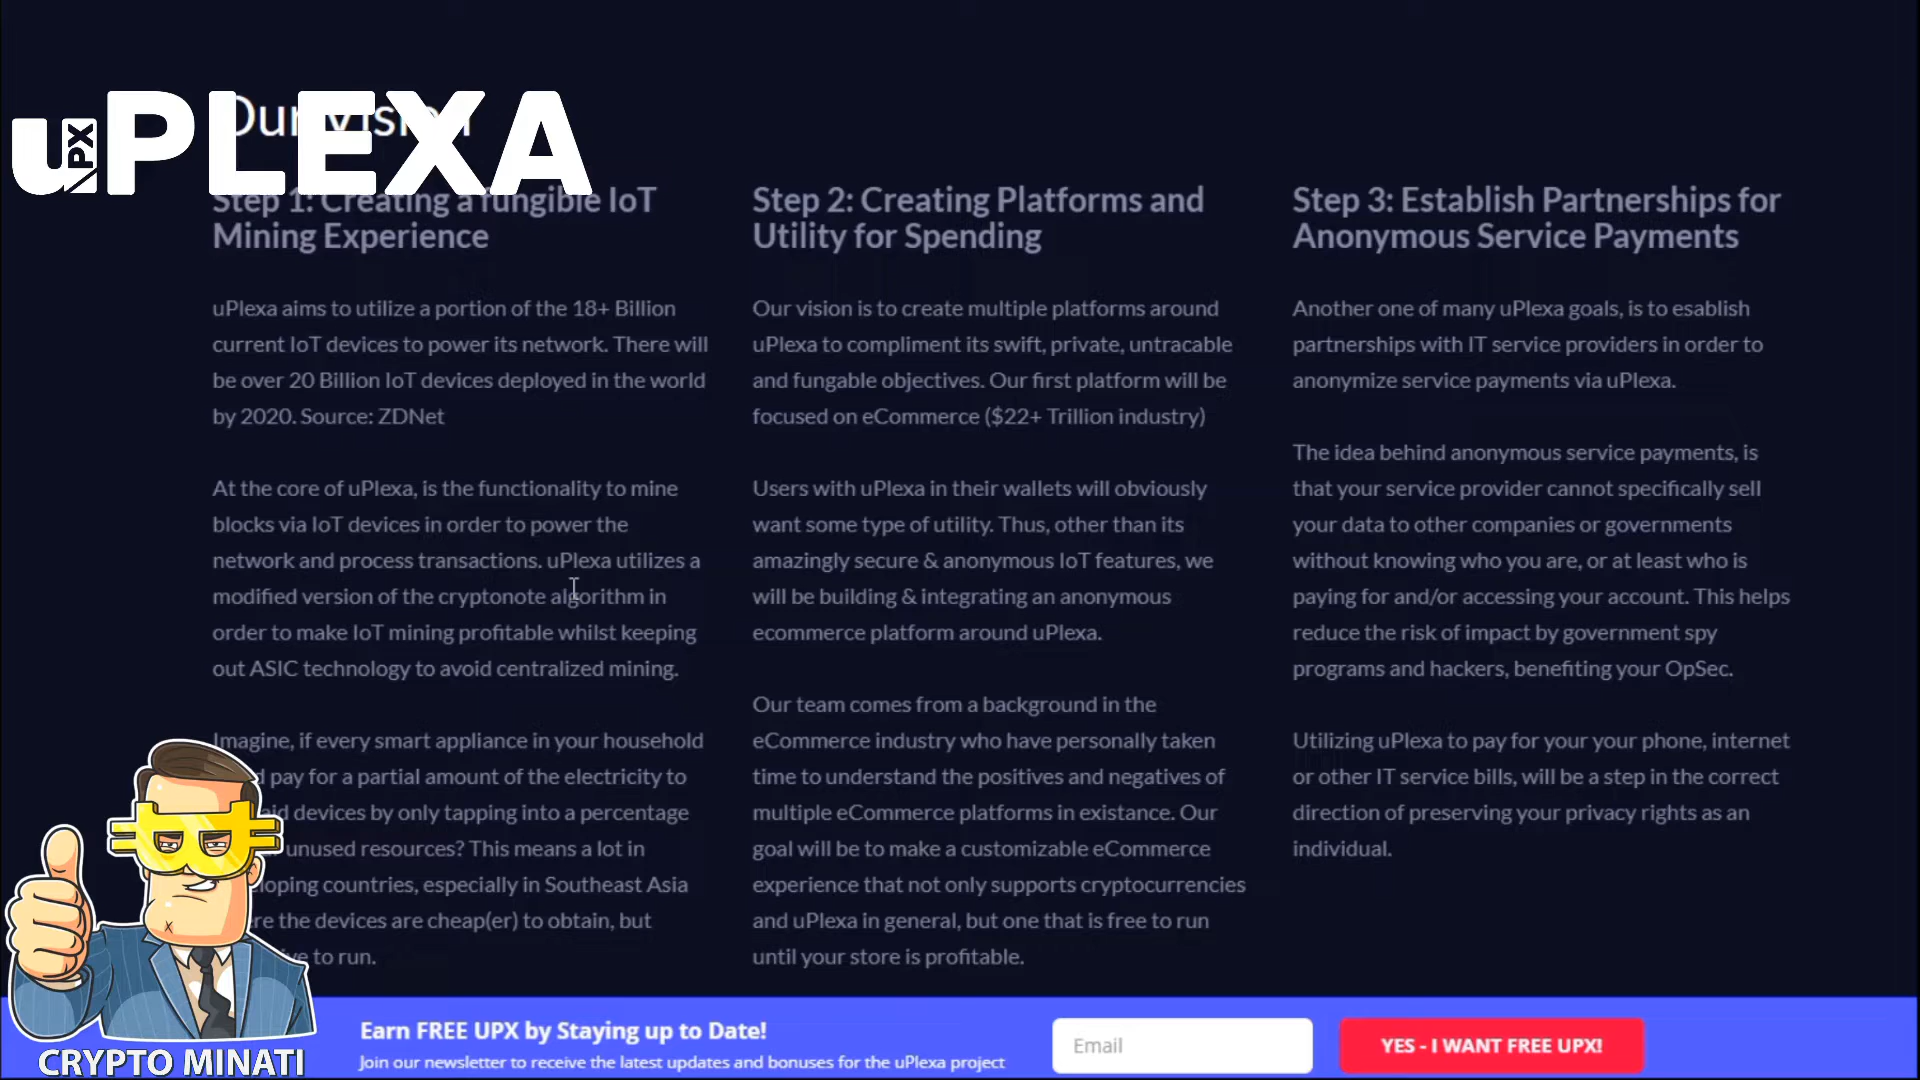 Our Vision
uPLEXA
UPX
Step 1: Creating a fungible IoT
Mining Experience
uPlexa aims to utilize a portion of the 18+ Billion
current IoT devices to power its network. There will
be over 20 Billion IoT devices deployed in the world
by 2020. Source: ZDNet
At the core of uPlexa, is the functionality to mine
blocks via IoT devices in order to power the
network and process transactions. uPlexa utilizes a
modified version of the cryptonote algorithm in
order to make IoT mining profitable whilst keeping
out ASIC technology to avoid centralized mining.
Imagine, if every smart appliance in your household
pay for a partial amount of the electricity to
devices by only tapping into a percentage
unused resources? This means a lot in
countries, especially in Southeast Asia
the devices are cheap(er) to obtain, but
to run.
Step 2: Creating Platforms and
Utility for Spending
Our vision is to create multiple platforms around
uPlexa to compliment its swift, private, untracable
and fungable objectives. Our first platform will be
focused on eCommerce ($22+ Trillion industry)
Users with uPlexa in their wallets will obviously
want some type of utility. Thus, other than its
amazingly secure & anonymous IoT features, we
will be building & integrating an anonymous
ecommerce platform around uPlexa.
Our team comes from a background in the
eCommerce industry who have personally taken
time to understand the positives and negatives of
multiple eCommerce platforms in existance. Our
goal will be to make a customizable eCommerce
experience that not only supports cryptocurrencies
and uPlexa in general, but one that is free to run
until your store is profitable.
Step 3: Establish Partnerships for
Anonymous Service Payments
Another one of many uPlexa goals, is to esablish
partnerships with IT service providers in order to
anonymize service payments via uPlexa.
The idea behind anonymous service payments, is
that your service provider cannot specifically sell
your data to other companies or governments
without knowing who you are, or at least who is
paying for and/or accessing your account. This helps
reduce the risk of impact by government spy
programs and hackers, benefiting your OpSec.
Utilizing uPlexa to pay for your your phone, internet
or other IT service bills, will be a step in the correct
direction of preserving your privacy rights as an
individual.
CRYPTO MINATI
Earn FREE UPX by Staying up to Date!
Join our newsletter to receive the latest updates and bonuses for the uPlexa project
Email
YES - I WANT FREE UPX!